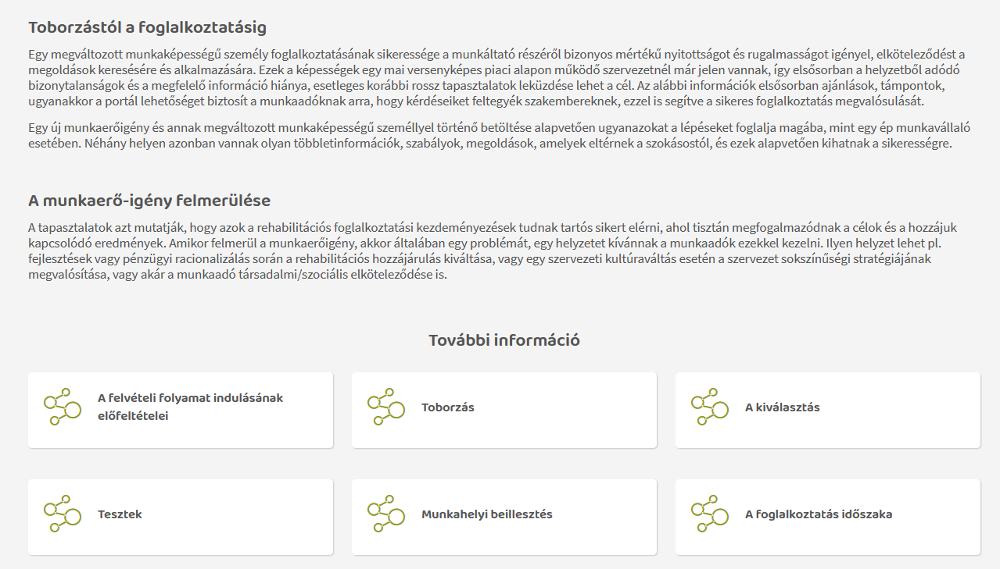 Toborzástól a foglalkoztatásig
Egy megváltozott munkaképességű személy foglalkoztatásának sikeressége a munkáltató részéről bizonyos mértékű nyitottságot és rugalmasságot igényel, elköteleződést a
megoldások keresésére és alkalmazására. Ezek a képességek egy mai versenyképes piaci alapon működő szervezetnél már jelen vannak, így elsősorban a helyzetből adódó
bizonytalanságok és a megfelelő információ hiánya, esetleges korábbi rossz tapasztalatok leküzdése lehet a cél. Az alábbi információk elsősorban ajánlások, támpontok,
ugyanakkor a portál lehetőséget biztosít a munkaadóknak arra, hogy kérdéseiket feltegyék szakembereknek, ezzel is segítve a sikeres foglalkoztatás megvalósulását.
Egy új munkaerőigény és annak megváltozott munkaképességű személlyel történő betöltése alapvetően ugyanazokat a lépéseket foglalja magába, mint egy ép munkavállaló
esetében. Néhány helyen azonban vannak olyan többletinformációk, szabályok, megoldások, amelyek eltérnek a szokásostól, és ezek alapvetően kihatnak a sikerességre.
A munkaerő-igény felmerülése
A tapasztalatok azt mutatják, hogy azok a rehabilitációs foglalkoztatási kezdeményezések tudnak tartós sikert elérni, ahol tisztán megfogalmazódnak a célok és a hozzájuk
kapcsolódó eredmények. Amikor felmerül a munkaerőigény, akkor általában egy problémát, egy helyzetet kívánnak a munkaadók ezekkel kezelni. Ilyen helyzet lehet pl.
fejlesztések vagy pénzügyi racionalizálás során a rehabilitációs hozzájárulás kiváltása, vagy egy szervezeti kultúraváltás esetén a szervezet sokszínűségi stratégiájának
megvalósítása, vagy akár a munkaadó társadalmi/szociális elköteleződése is.
További információ
A felvételi folyamat indulásának
előfeltételei
Toborzás
A kiválasztás
Tesztek
Munkahelyi beillesztés
A foglalkoztatás időszaka